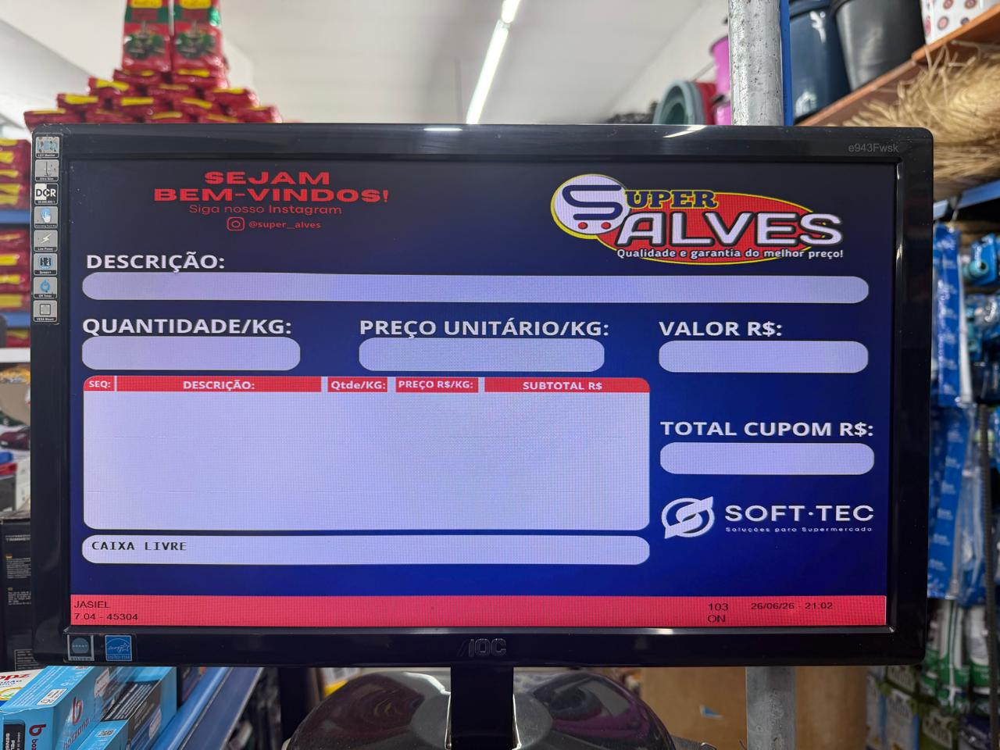 e943Fwsk
SEJAM
BEM-VINDOS!
Siga nosso Instagram
@super_alves
SUPER
ALVES
Qualidade e garantia do melhor preço!
DESCRIÇÃO:
QUANTIDADE/KG:
PREÇO UNITÁRIO/KG:
VALOR R$:
SEQ:
DESCRIÇÃO:
Qtde/KG:
PREÇO R$/KG:
SUBTOTAL R$
TOTAL CUPOM R$:
SOFT·TEC
Soluções para Supermercado
CAIXA LIVRE
JASIEL
7.04 - 45304
103
ON
26/06/26 - 21:02
AOC
DCR